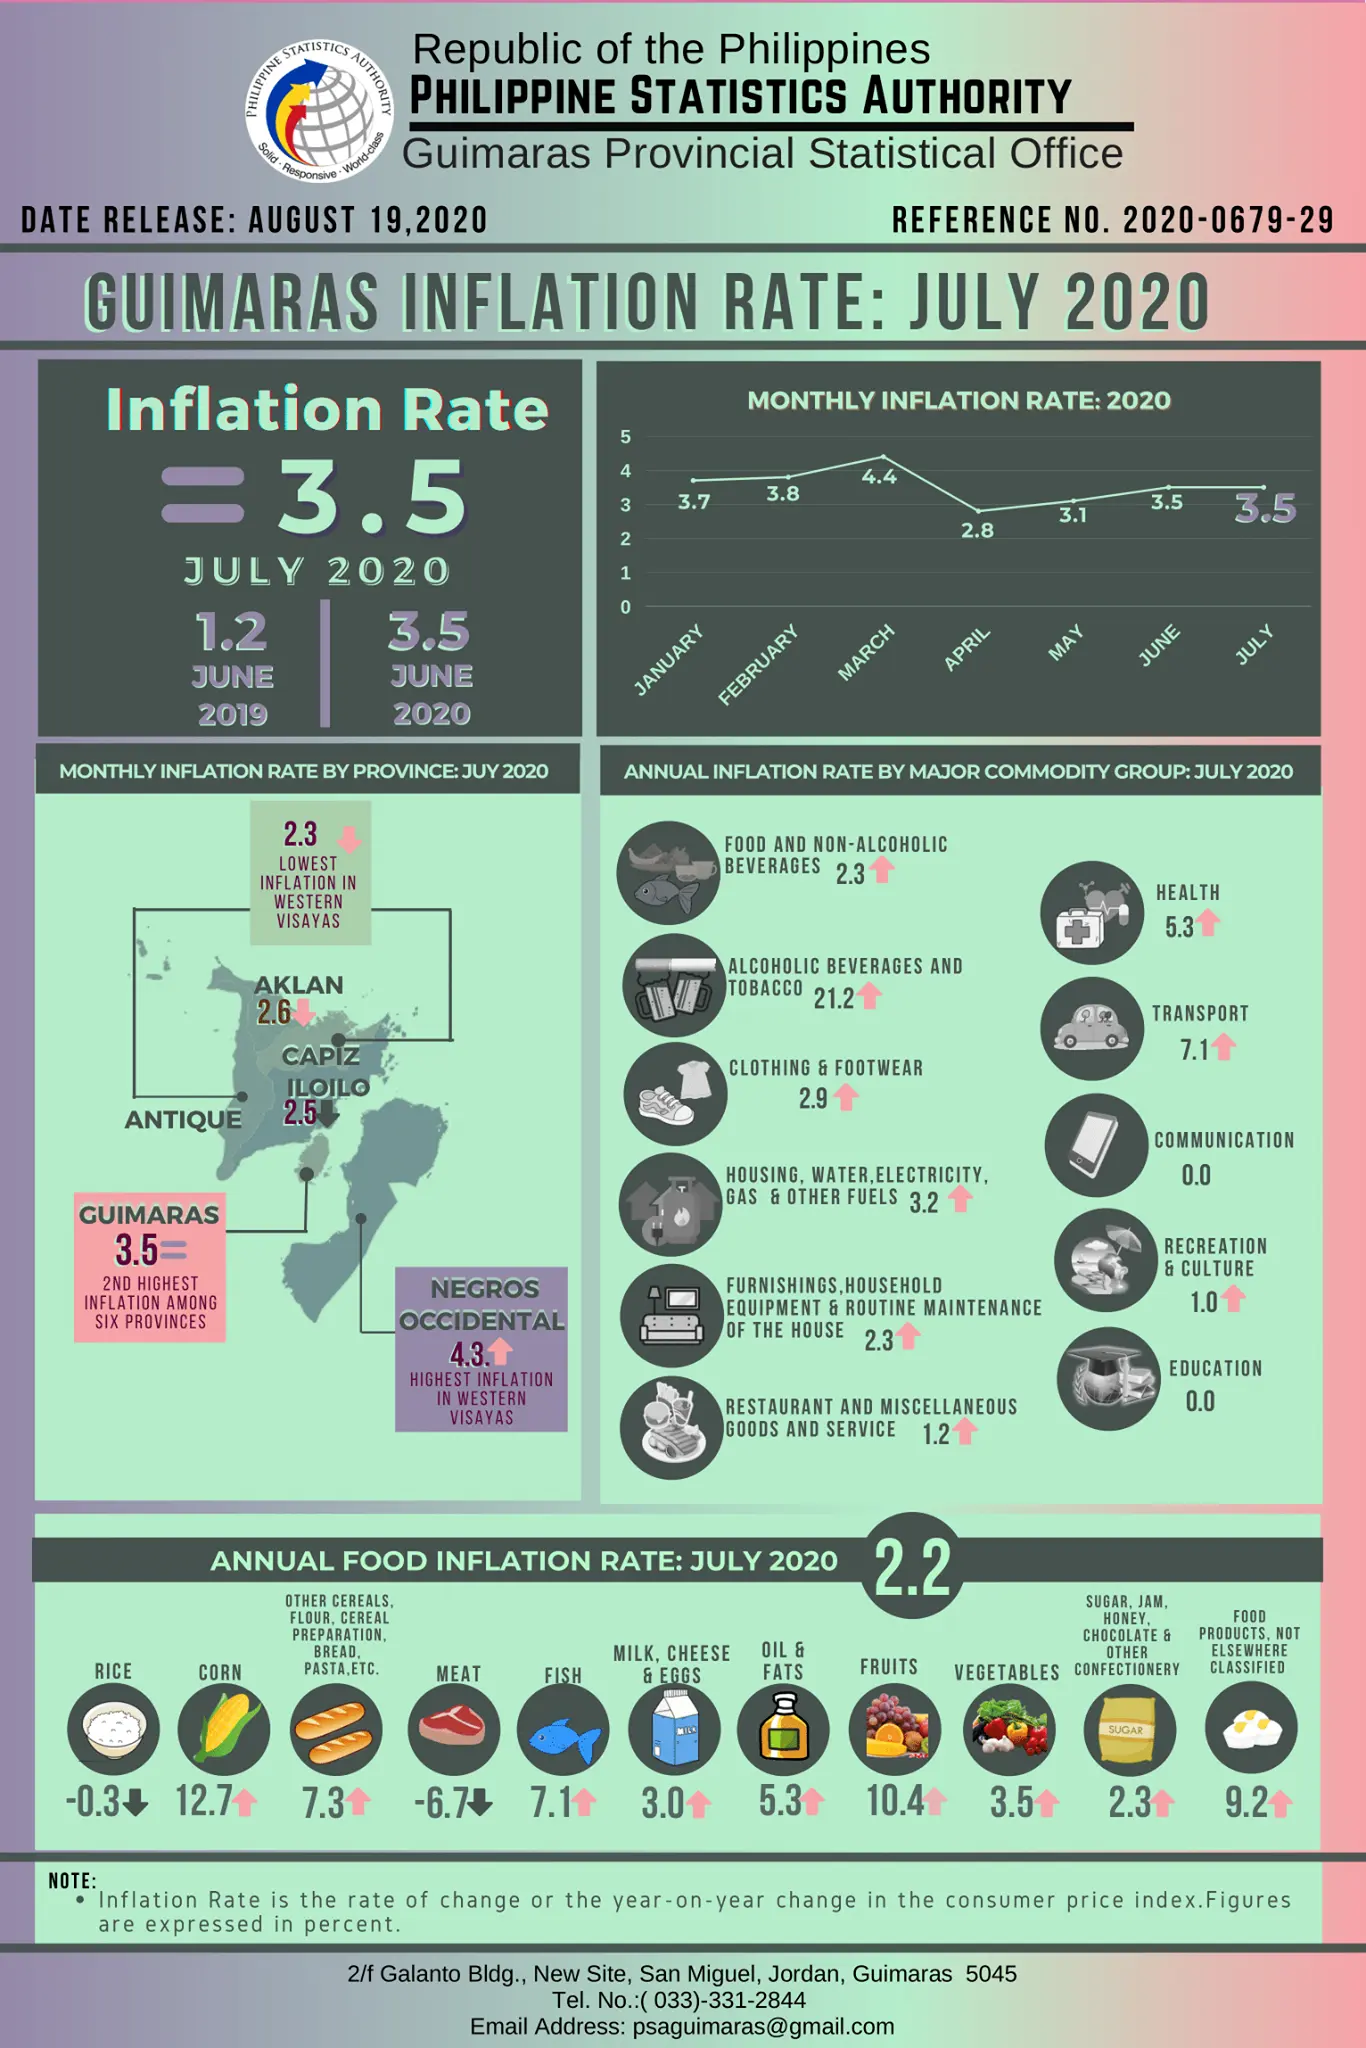 PHILIPPINE STATISTICS AUTHORITY
Solid · Responsive · World-class
Republic of the Philippines
PHILIPPINE STATISTICS AUTHORITY
Guimaras Provincial Statistical Office
DATE RELEASE: AUGUST 19,2020
REFERENCE NO. 2020-0679-29
GUIMARAS INFLATION RATE: JULY 2020
Inflation Rate
= 3.5
JULY 2020
1.2
JUNE
2019
3.5
JUNE
2020
MONTHLY INFLATION RATE: 2020
5
4
3
2
1
0
3.7
3.8
4.4
2.8
3.1
3.5
3.5
JANUARY
FEBRUARY
MARCH
APRIL
MAY
JUNE
JULY
MONTHLY INFLATION RATE BY PROVINCE: JUY 2020
2.3
LOWEST
INFLATION IN
WESTERN
VISAYAS
AKLAN
2.6
CAPIZ
ILOILO
2.5
ANTIQUE
GUIMARAS
3.5=
2ND HIGHEST
INFLATION AMONG
SIX PROVINCES
NEGROS
OCCIDENTAL
4.3.
HIGHEST INFLATION
IN WESTERN
VISAYAS
ANNUAL INFLATION RATE BY MAJOR COMMODITY GROUP: JULY 2020
FOOD AND NON-ALCOHOLIC
BEVERAGES 2.3
ALCOHOLIC BEVERAGES AND
TOBACCO 21.2
CLOTHING & FOOTWEAR
2.9
HOUSING, WATER,ELECTRICITY,
GAS & OTHER FUELS 3.2
FURNISHINGS,HOUSEHOLD
EQUIPMENT & ROUTINE MAINTENANCE
OF THE HOUSE 2.3
RESTAURANT AND MISCELLANEOUS
GOODS AND SERVICE 1.2
HEALTH
5.3
TRANSPORT
7.1
COMMUNICATION
0.0
RECREATION
& CULTURE
1.0
EDUCATION
0.0
ANNUAL FOOD INFLATION RATE: JULY 2020 2.2
RICE
-0.3
CORN
12.7
OTHER CEREALS,
FLOUR, CEREAL
PREPARATION,
BREAD,
PASTA,ETC.
7.3
MEAT
-6.7
FISH
7.1
MILK, CHEESE
& EGGS
MILK
3.0
OIL &
FATS
5.3
FRUITS
10.4
VEGETABLES
3.5
SUGAR, JAM,
HONEY,
CHOCOLATE &
OTHER
CONFECTIONERY
SUGAR
2.3
FOOD
PRODUCTS, NOT
ELSEWHERE
CLASSIFIED
9.2
NOTE:
• Inflation Rate is the rate of change or the year-on-year change in the consumer price index.Figures
are expressed in percent.
2/f Galanto Bldg., New Site, San Miguel, Jordan, Guimaras 5045
Tel. No.:( 033)-331-2844
Email Address: psaguimaras@gmail.com